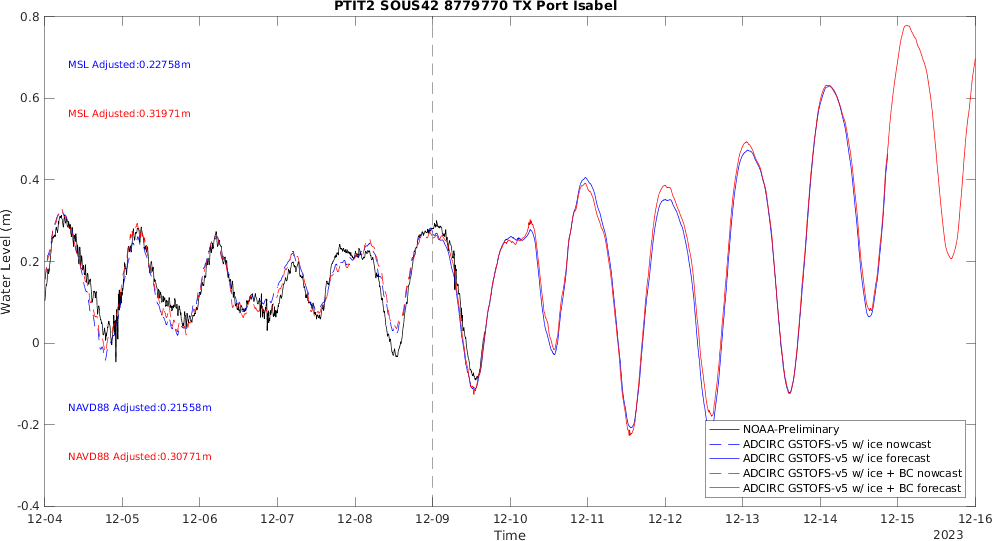 PTIT2 SOUS42 8779770 TX Port Isabel
0.8
0.6
0.4
0.2
0
-0.2
-0.4
Water Level (m)
MSL Adjusted:0.22758m
MSL Adjusted:0.31971m
NAVD88 Adjusted:0.21558m
NAVD88 Adjusted:0.30771m
NOAA-Preliminary
ADCIRC GSTOFS-v5 w/ ice nowcast
ADCIRC GSTOFS-v5 w/ ice forecast
ADCIRC GSTOFS-v5 w/ ice + BC nowcast
ADCIRC GSTOFS-v5 w/ ice + BC forecast
12-04 12-05 12-06 12-07 12-08 12-09 12-10 12-11 12-12 12-13 12-14 12-15 12-16
Time
2023